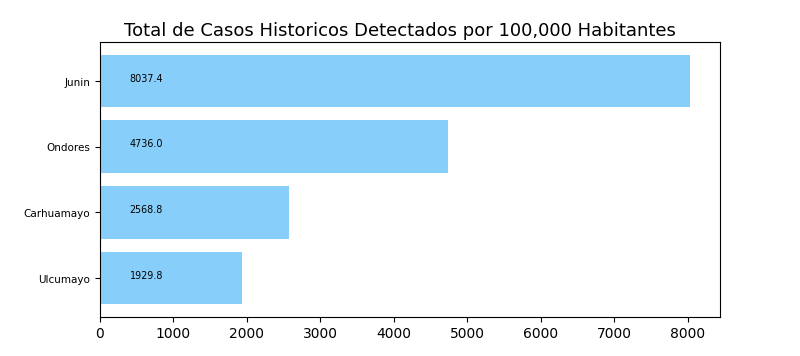 Total de Casos Historicos Detectados por 100,000 Habitantes
Junin
8037.4
Ondores
4736.0
Carhuamayo
2568.8
Ulcumayo
1929.8
0 1000 2000 3000 4000 5000 6000 7000 8000